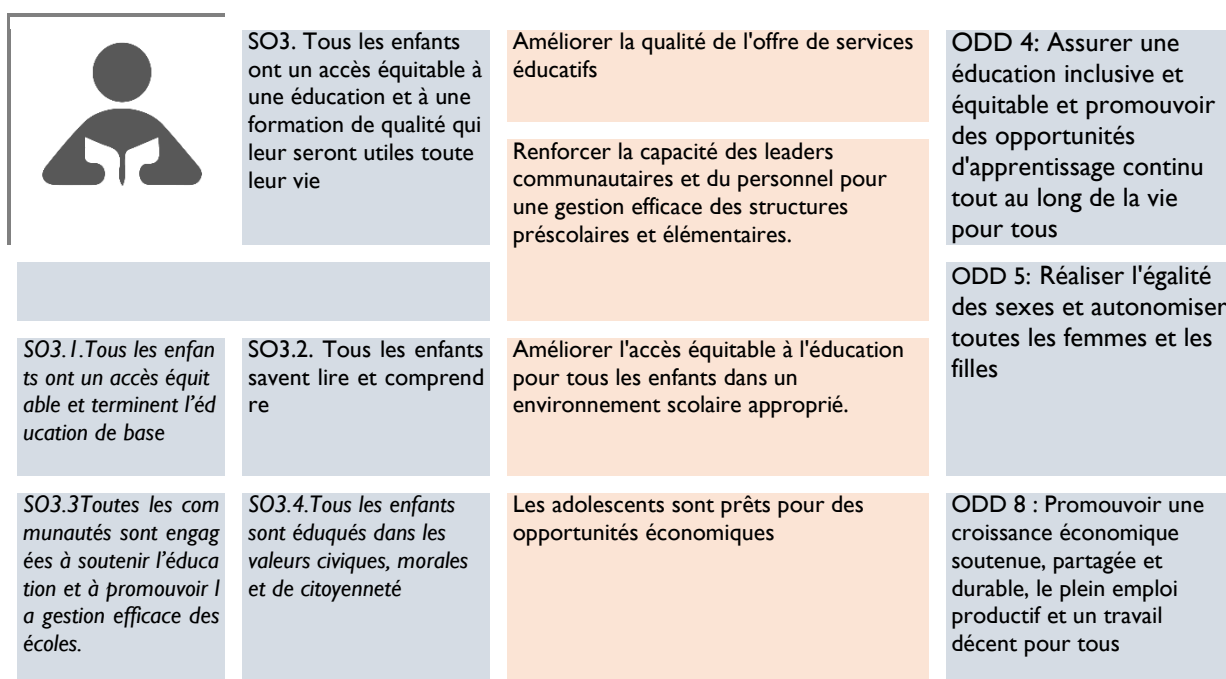 SO3. Tous les enfants
ont un accès équitable à
une éducation et à une
formation de qualité qui
leur seront utiles toute
leur vie
Améliorer la qualité de l'offre de services
éducatifs
Renforcer la capacité des leaders
communautaires et du personnel pour
une gestion efficace des structures
préscolaires et élémentaires.
ODD 4: Assurer une
éducation inclusive et
équitable et promouvoir
des opportunités
d'apprentissage continu
tout au long de la vie
pour tous
ODD 5: Réaliser l'égalité
des sexes et autonomiser
toutes les femmes et les
filles
SO3.1.Tous les enfan
ts ont un accès équit
able et terminent l'éd
ucation de base
SO3.2. Tous les enfants
savent lire et comprend
re
Améliorer l'accès équitable à l'éducation
pour tous les enfants dans un
environnement scolaire approprié.
SO3.3Toutes les com
munautés sont engag
ées à soutenir l'éduca
tion et à promouvoir l
a gestion efficace des
écoles.
SO3.4.Tous les enfants
sont éduqués dans les
valeurs civiques, morales
et de citoyenneté
Les adolescents sont prêts pour des
opportunités économiques
ODD 8 : Promouvoir une
croissance économique
soutenue, partagée et
durable, le plein emploi
productif et un travail
décent pour tous